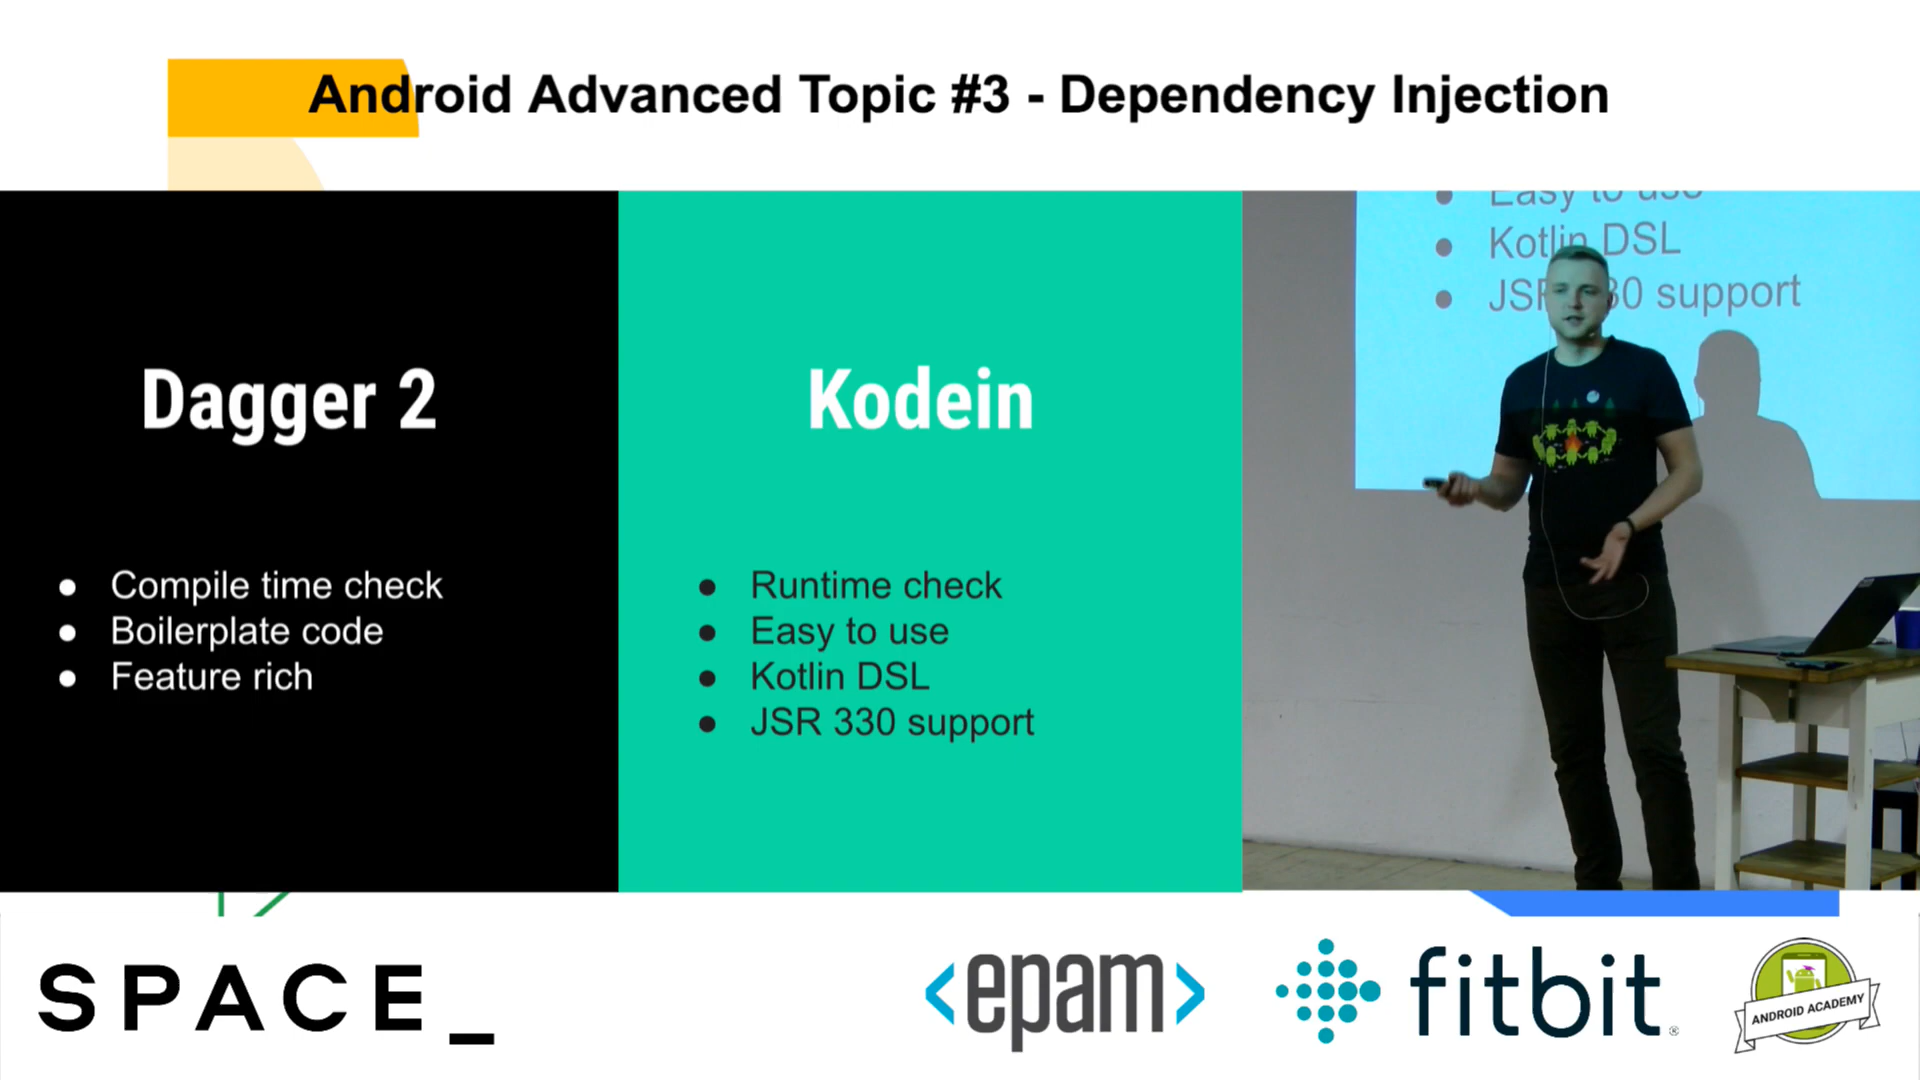 Android Advanced Topic #3 - Dependency Injection
Dagger 2
• Compile time check
• Boilerplate code
• Feature rich
Kodein
• Runtime check
• Easy to use
• Kotlin DSL
• JSR 330 support
• Easy to use
• Kotlin DSL
• JSR 330 support
SPACE_
<epam>
fitbit®
ANDROID ACADEMY